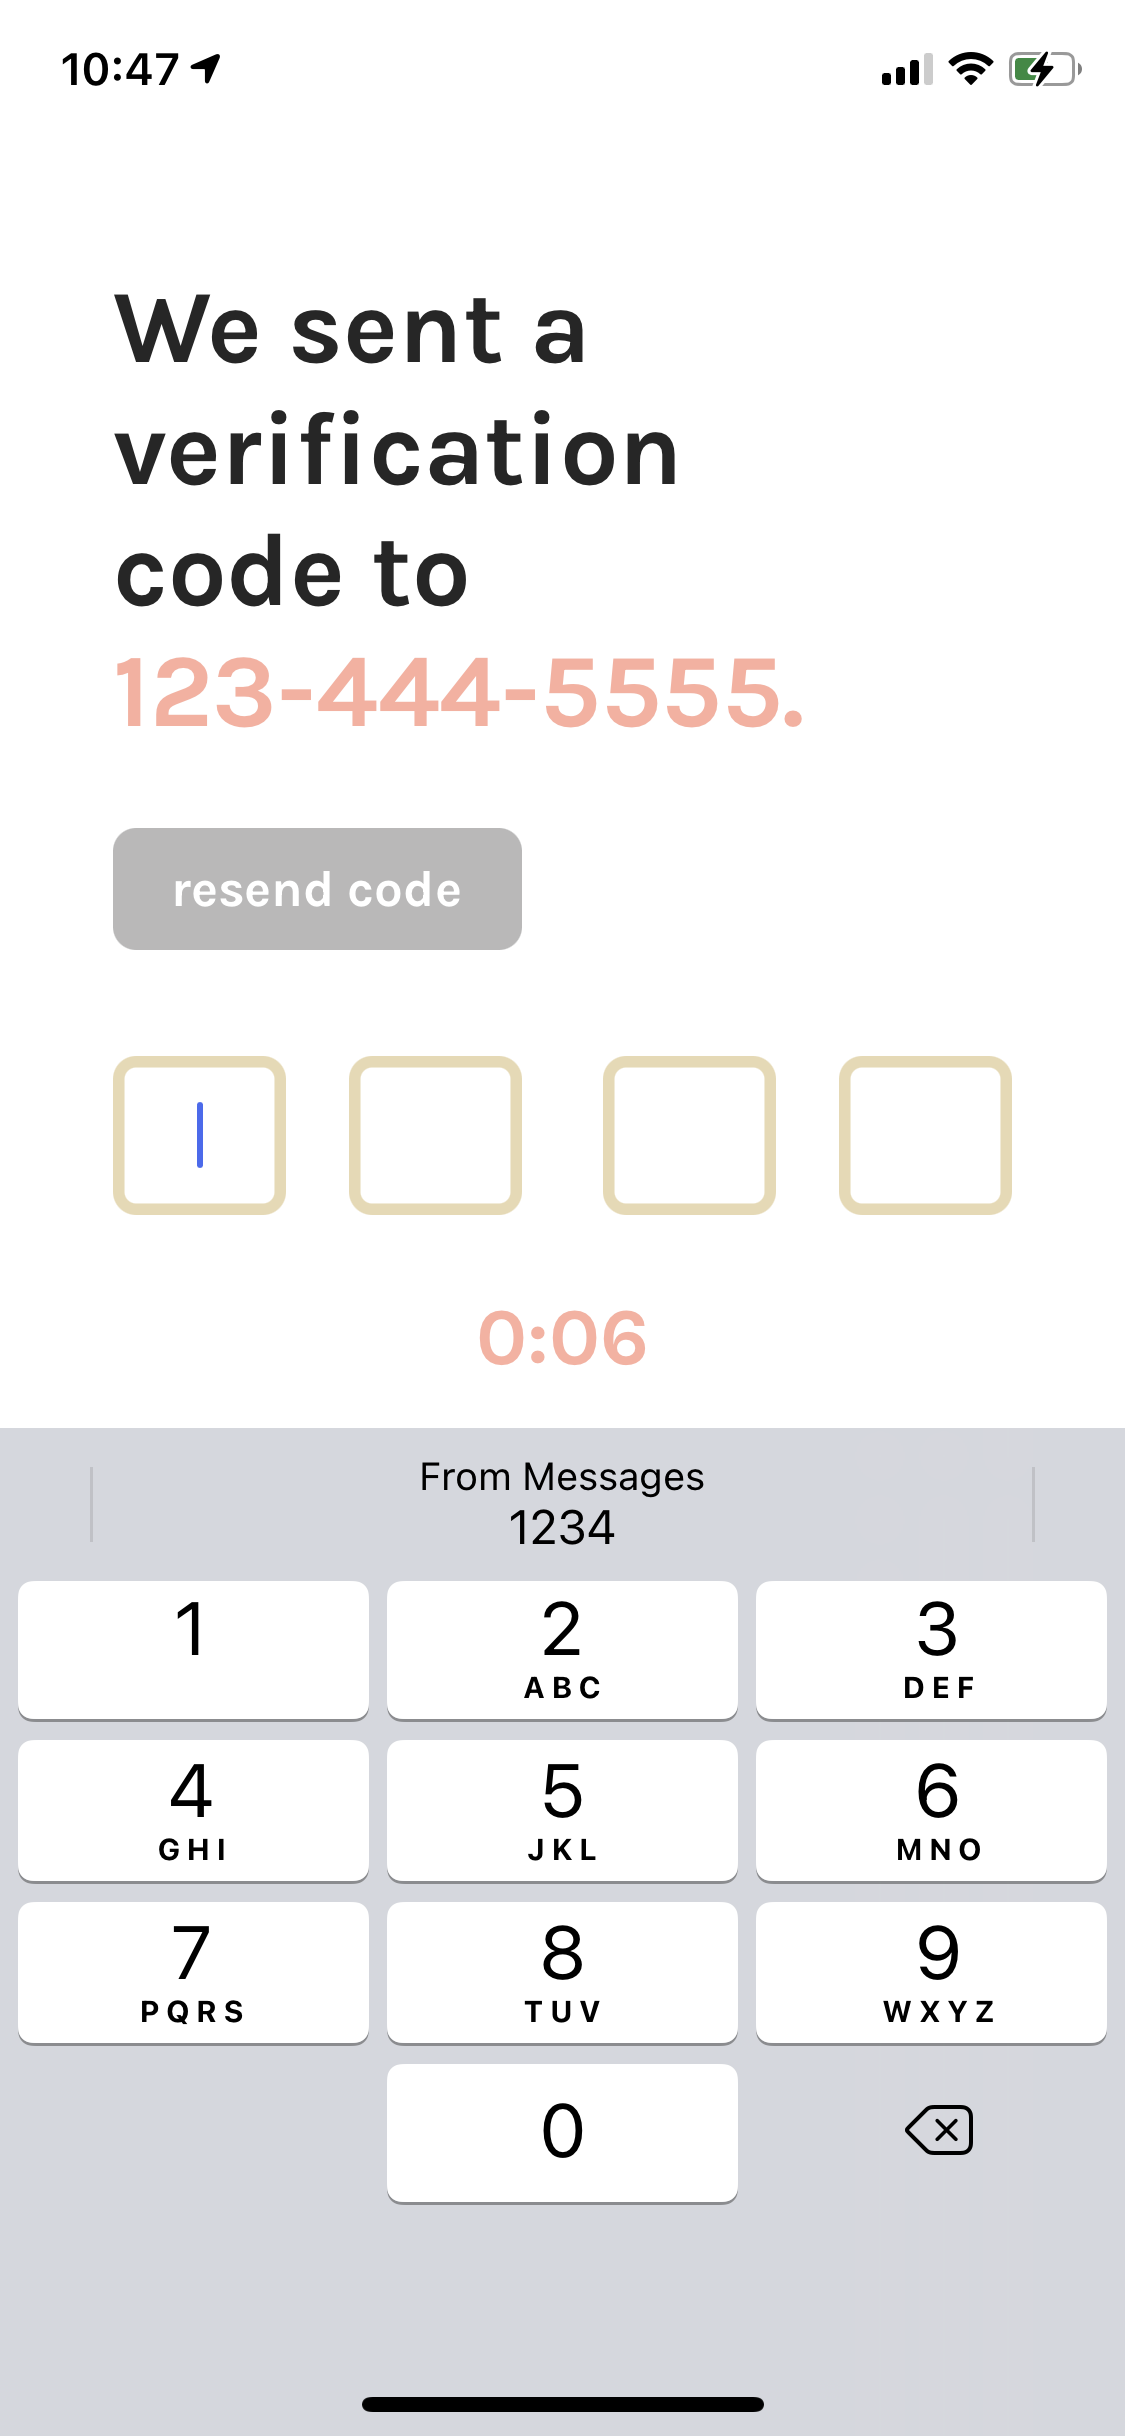 10:47
We sent a
verification
code to
123-444-5555.
resend code
0:06
From Messages
1234
1
2
ABC
3
DEF
4
GHI
5
JKL
6
MNO
7
PQRS
8
TUV
9
WXYZ
0